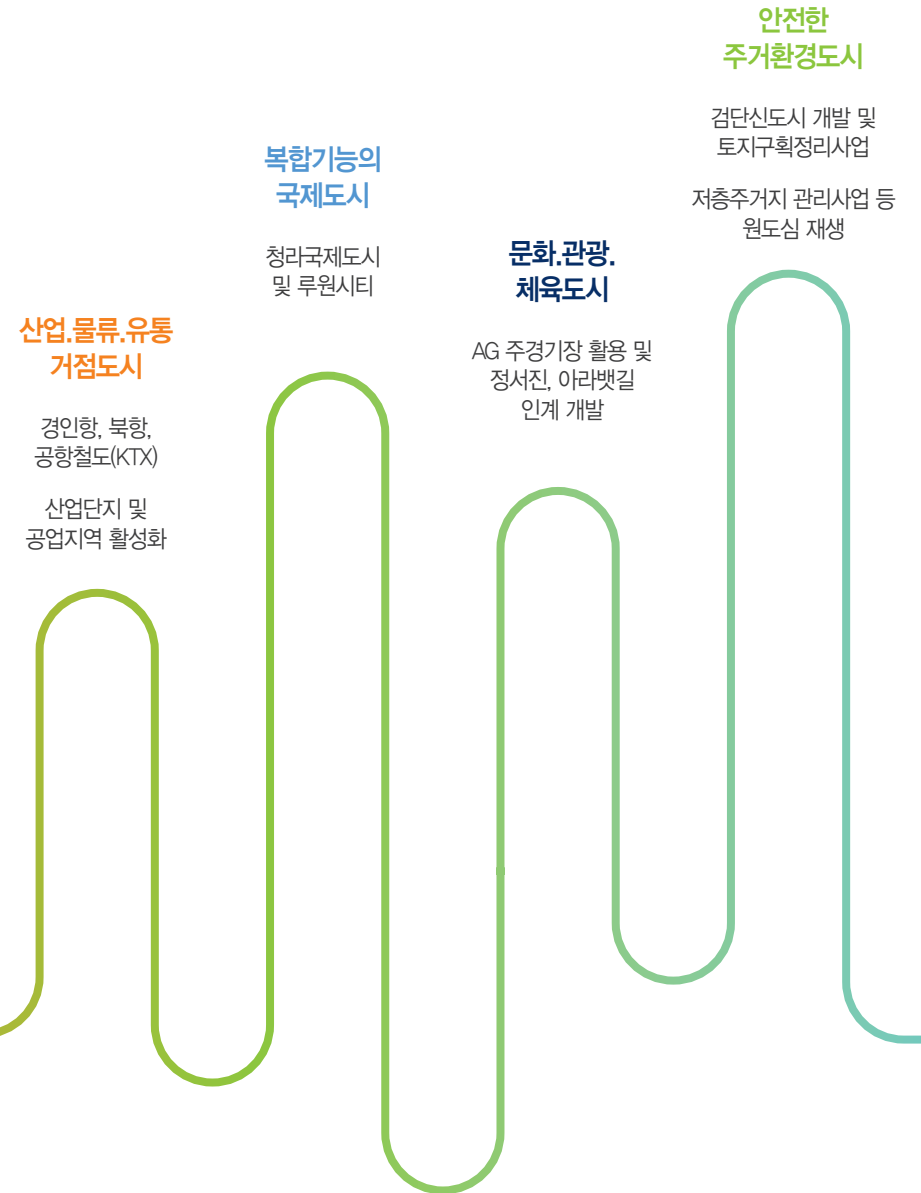 산업.물류.유통
거점도시
경인항, 북항,
공항철도(KTX)
산업단지 및
공업지역 활성화
복합기능의
국제도시
청라국제도시
및 루원시티
문화.관광.
체육도시
AG 주경기장 활용 및
정서진, 아라뱃길
인계 개발
안전한
주거환경도시
검단신도시 개발 및
토지구획정리사업
저층주거지 관리사업 등
원도심 재생